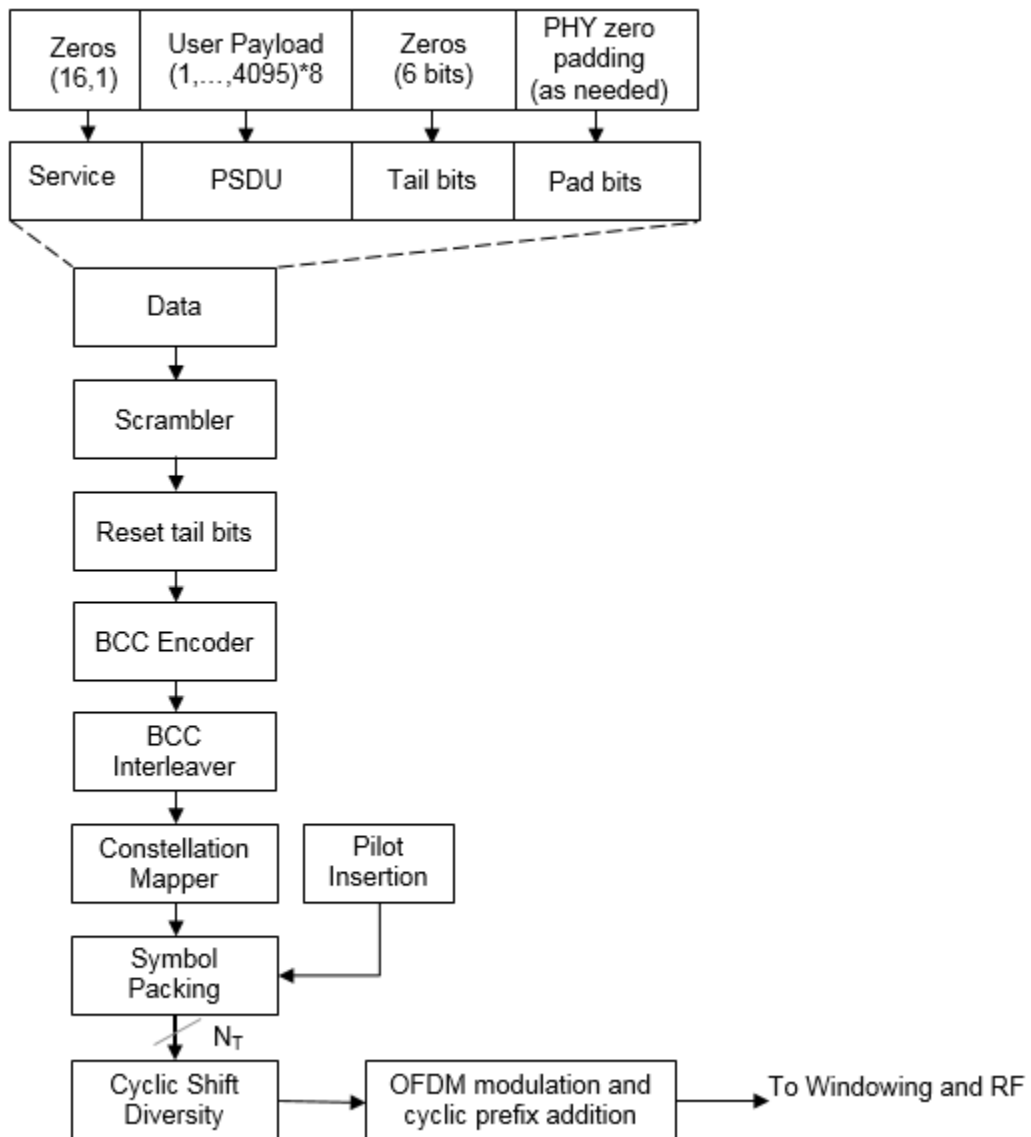 Zeros
(16,1)
User Payload
(1,...,4095)*8
Zeros
(6 bits)
PHY zero
padding
(as needed)
Service
PSDU
Tail bits
Pad bits
Data
Scrambler
Reset tail bits
BCC Encoder
BCC
Interleaver
Constellation
Mapper
Pilot
Insertion
Symbol
Packing
N_T
Cyclic Shift
Diversity
OFDM modulation and
cyclic prefix addition
To Windowing and RF